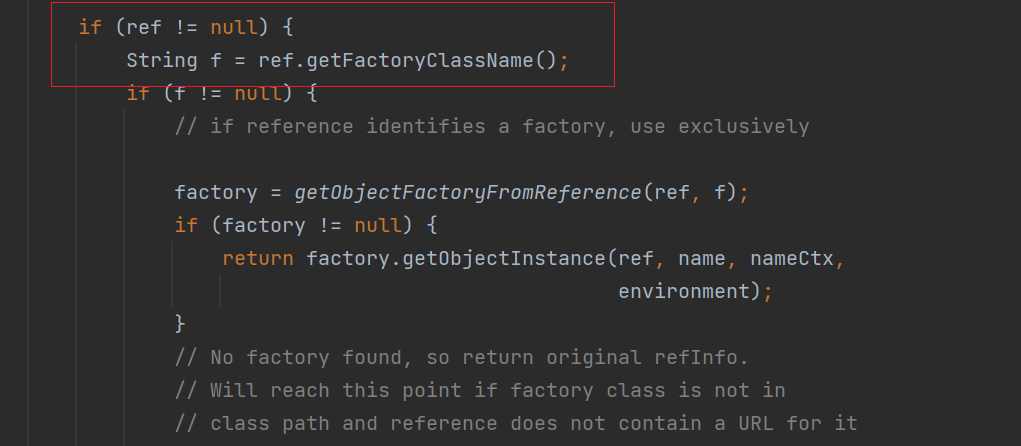 if (ref != null) {
String f = ref.getFactoryClassName();
if (f != null) {
// if reference identifies a factory, use exclusively
factory = getObjectFactoryFromReference(ref, f);
if (factory != null) {
return factory.getObjectInstance(ref, name, nameCtx,
environment);
}
// No factory found, so return original refInfo.
// Will reach this point if factory class is not in
// class path and reference does not contain a URL for it